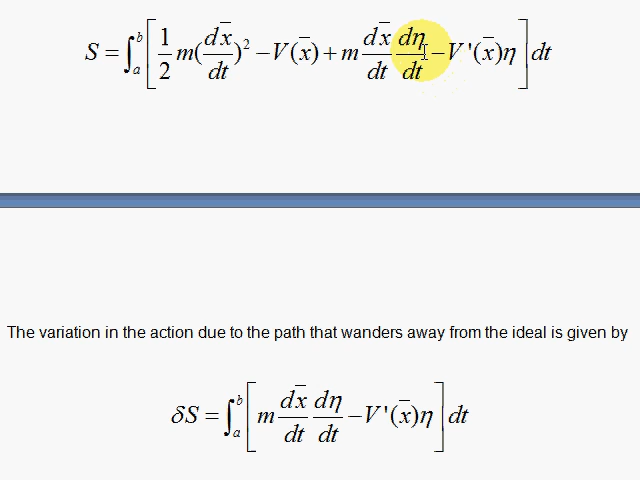 S = ∫_a^b [ 1/2 m(dx̄/dt)² − V(x̄) + m dx̄/dt dη/dt − V'(x̄)η ] dt
The variation in the action due to the path that wanders away from the ideal is given by
δS = ∫_a^b [ m dx̄/dt dη/dt − V'(x̄)η ] dt